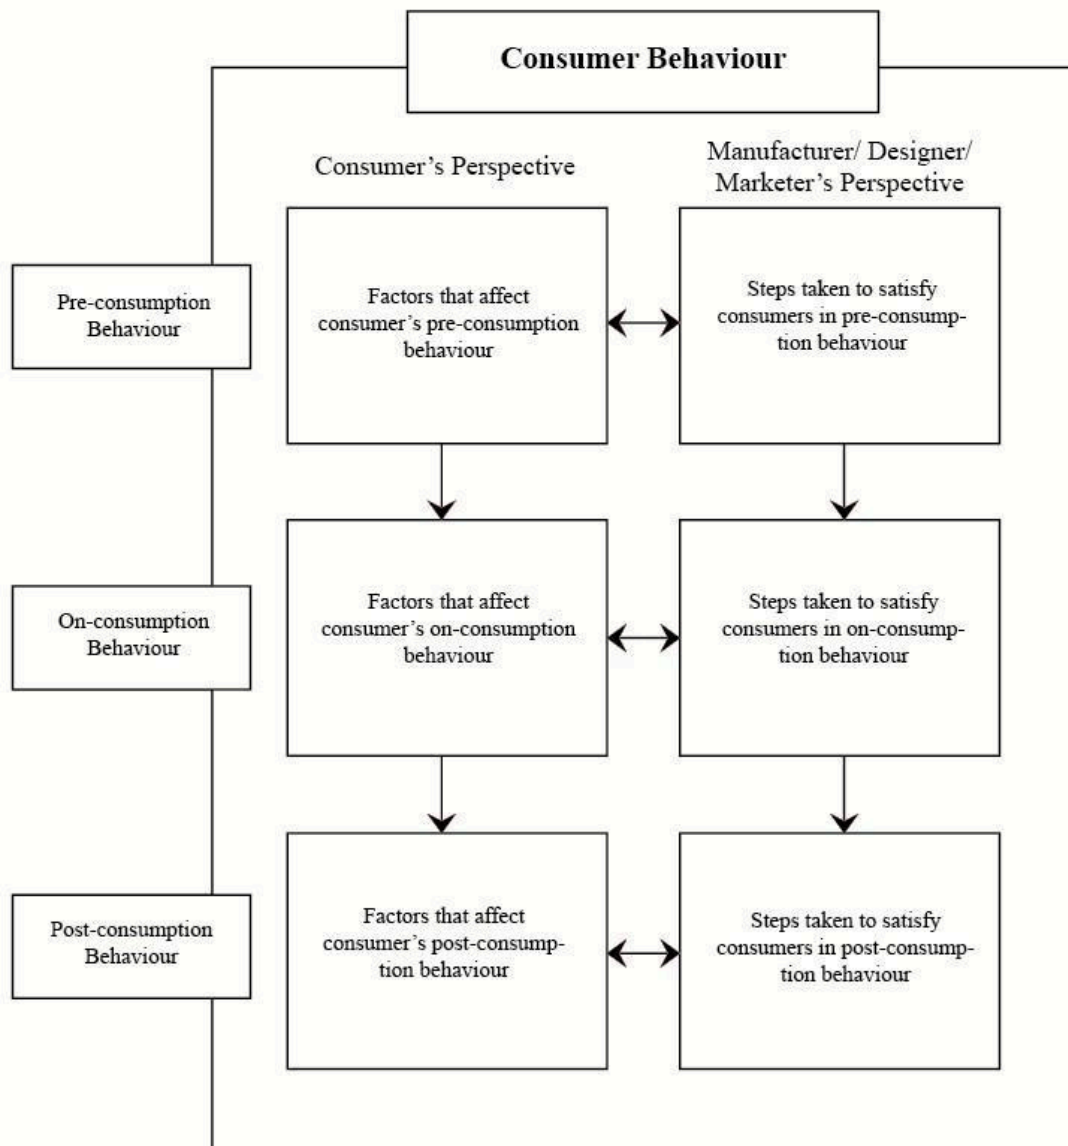 Consumer Behaviour
Consumer’s Perspective
Manufacturer/ Designer/
Marketer’s Perspective
Pre-consumption
Behaviour
Factors that affect
consumer’s pre-consumption
behaviour
Steps taken to satisfy
consumers in pre-consump-
tion behaviour
On-consumption
Behaviour
Factors that affect
consumer’s on-consumption
behaviour
Steps taken to satisfy
consumers in on-consump-
tion behaviour
Post-consumption
Behaviour
Factors that affect
consumer’s post-consump-
tion behaviour
Steps taken to satisfy
consumers in post-consump-
tion behaviour